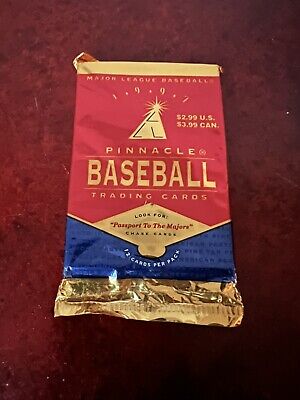 MAJOR LEAGUE BASEBALL®
1997
$2.99 U.S.
$3.99 CAN.
PINNACLE®
BASEBALL
TRADING CARDS
LOOK FOR:
"Passport To The Majors"
CHASE CARDS
12 CARDS PER PACK